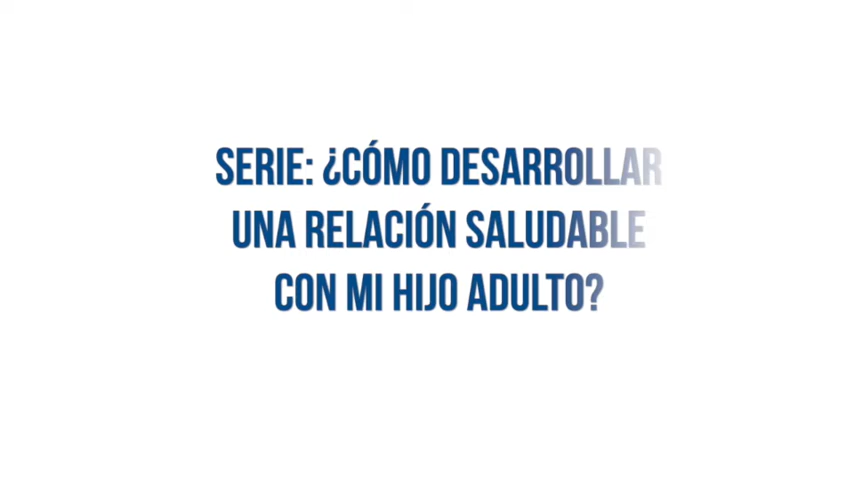 SERIE: ¿CÓMO DESARROLLAR
UNA RELACIÓN SALUDABLE
CON MI HIJO ADULTO?